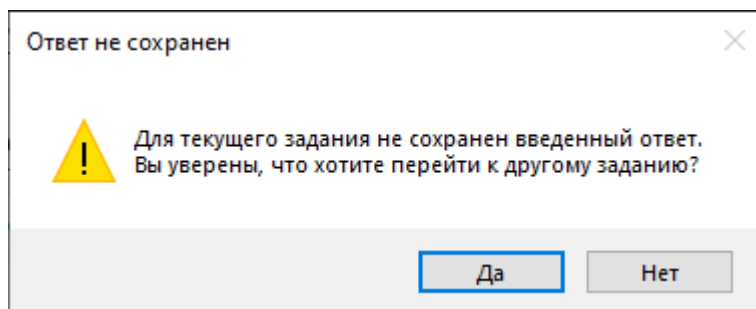 Ответ не сохранен
Для текущего задания не сохранен введенный ответ.
Вы уверены, что хотите перейти к другому заданию?
Да
Нет